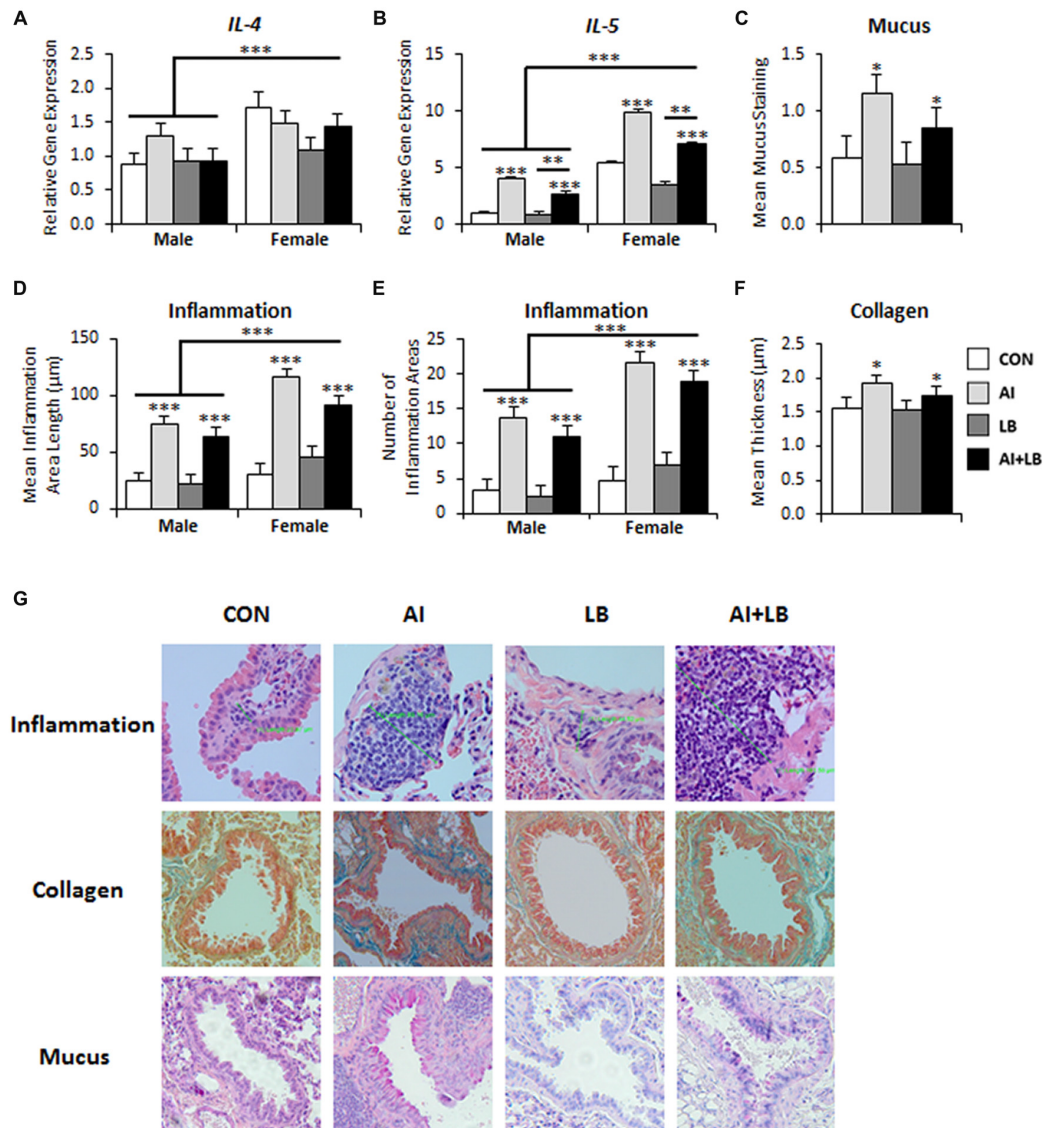 A
IL-4
Relative Gene Expression
2.5
2.0
1.5
1.0
0.5
0.0
***
Male
Female
B
IL-5
Relative Gene Expression
15
10
5
0
***
***
**
***
***
**
***
Male
Female
C
Mucus
Mean Mucus Staining
1.5
1.0
0.5
0.0
*
*
D
Inflammation
Mean Inflammation
Area Length (µm)
150
100
50
0
***
***
***
***
***
Male
Female
E
Inflammation
Number of
Inflammation Areas
25
20
15
10
5
0
***
***
***
***
***
Male
Female
F
Collagen
Mean Thickness (µm)
2.5
2.0
1.5
1.0
0.5
0.0
*
*
CON
AI
LB
AI+LB
G
CON
AI
LB
AI+LB
Inflammation
Collagen
Mucus